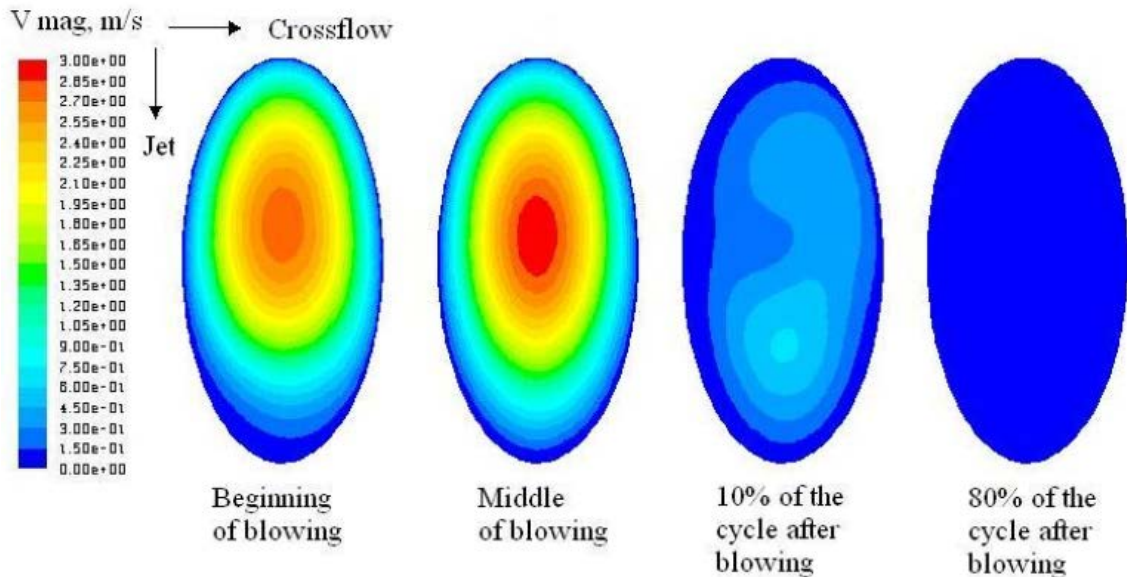 V mag, m/s
Crossflow
Jet
3.00e+00
2.85e+00
2.70e+00
2.55e+00
2.40e+00
2.25e+00
2.10e+00
1.95e+00
1.80e+00
1.65e+00
1.50e+00
1.35e+00
1.20e+00
1.05e+00
9.00e-01
7.50e-01
6.00e-01
4.50e-01
3.00e-01
1.50e-01
0.00e+00
Beginning
of blowing
Middle
of blowing
10% of the
cycle after
blowing
80% of the
cycle after
blowing